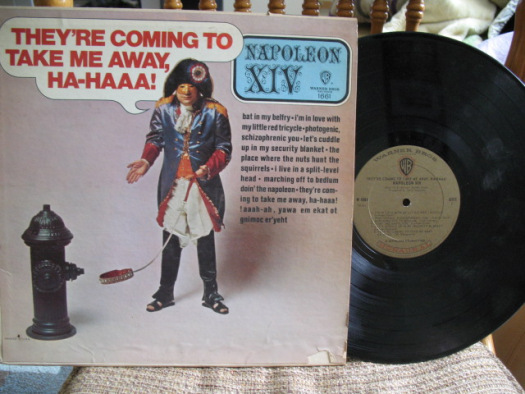 THEY'RE COMING TO
TAKE ME AWAY,
HA-HAAA!
NAPOLEON
XIV
WARNER BROS
1661
bat in my belfry • i'm in love with
my little red tricycle • photogenic,
schizophrenic you • let's cuddle
up in my security blanket • the
place where the nuts hunt the
squirrels • i live in a split-level
head • marching off to bedlam
doin' the napoleon • they're com-
ing to take me away, ha-haaa!
!aaah-ah, yawa em ekat ot
gnimoc er'yeht
WARNER BROS
NAPOLEON XIV